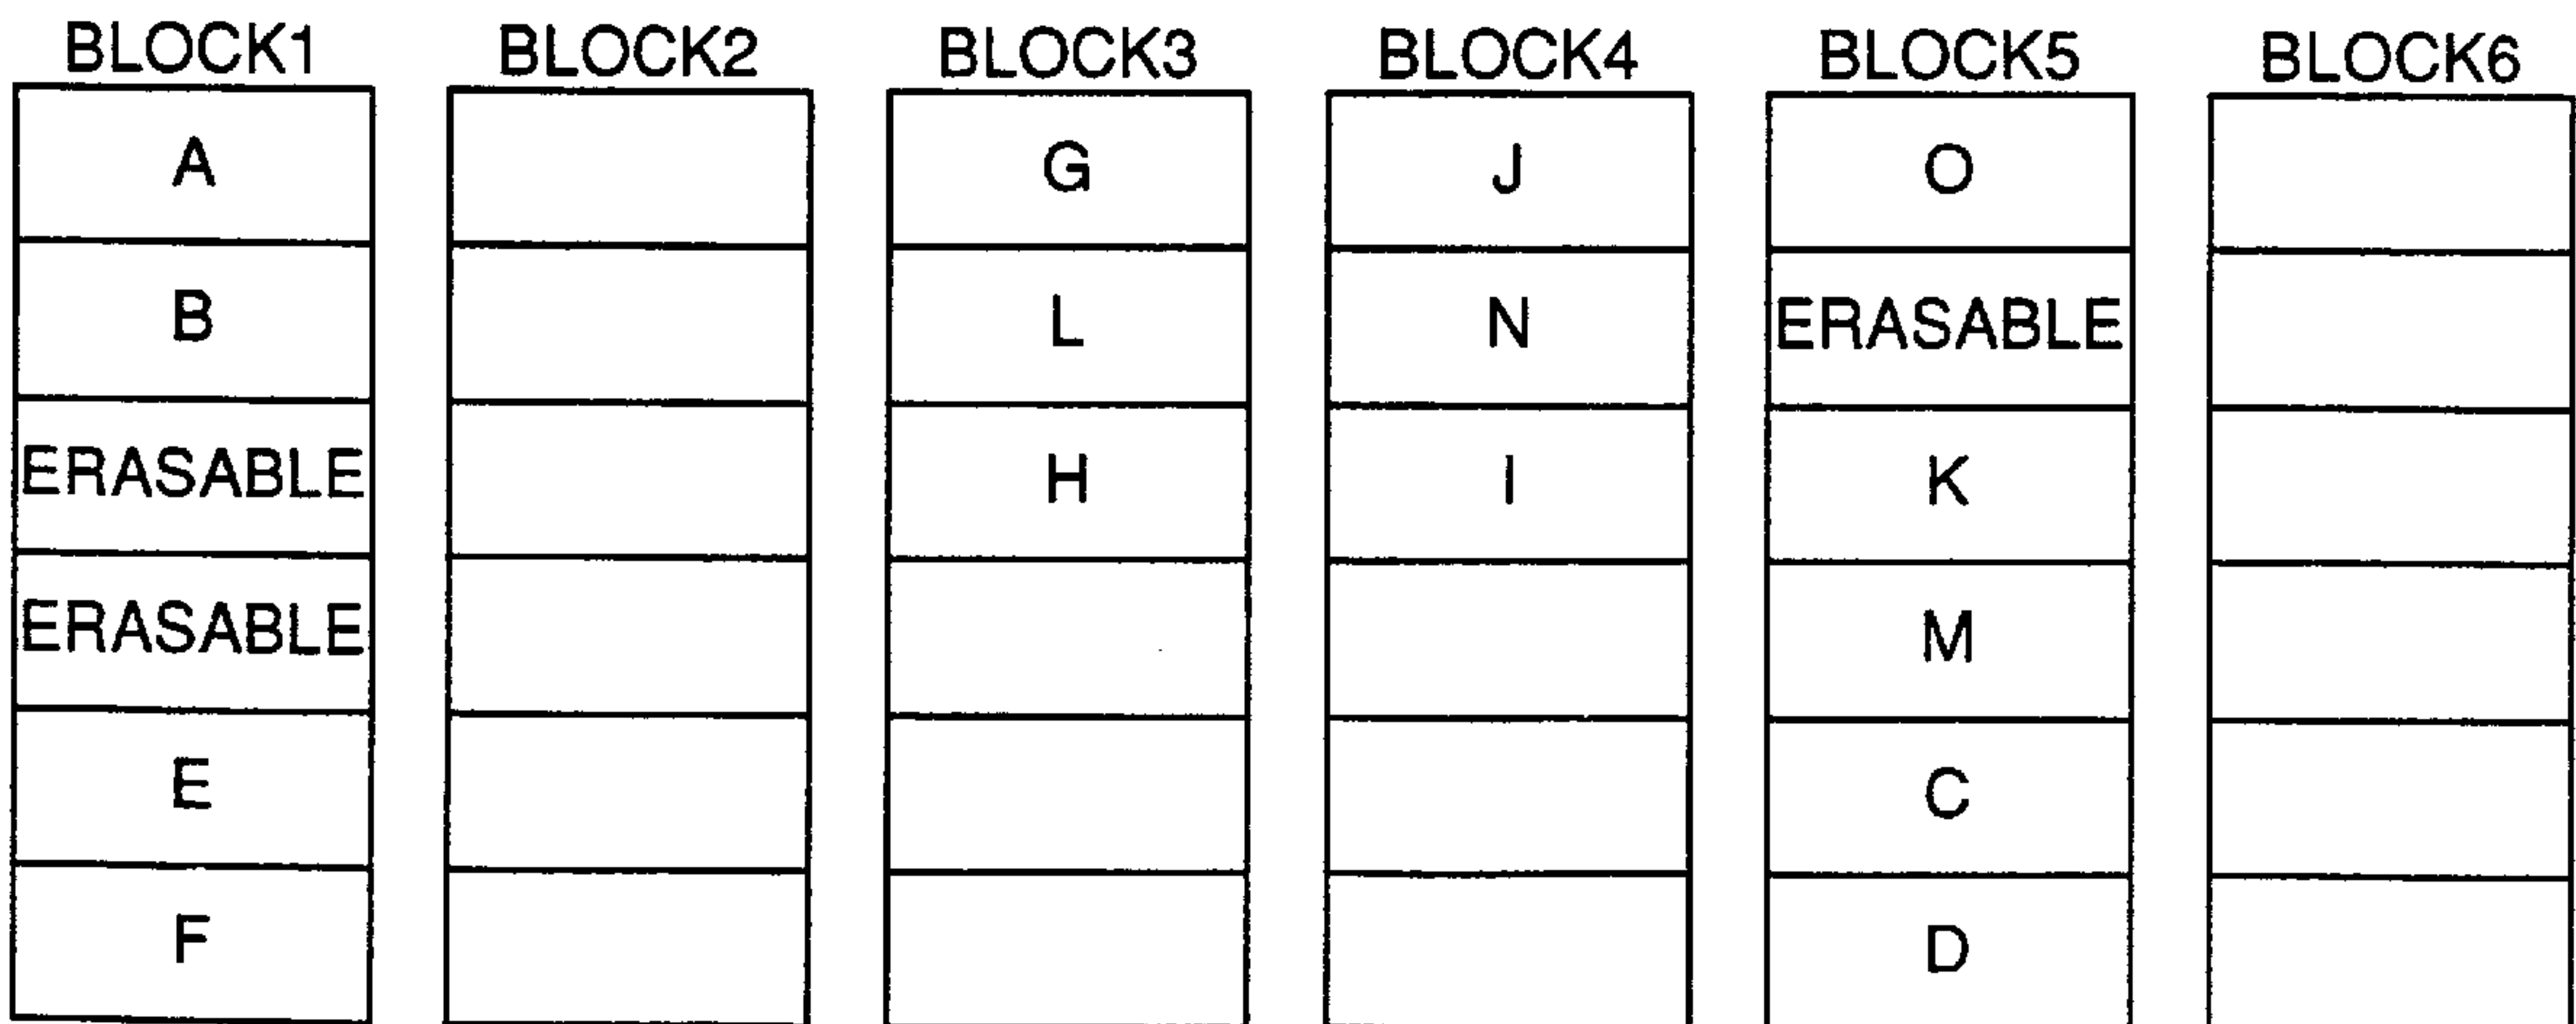 BLOCK1 BLOCK2 BLOCK3 BLOCK4 BLOCK5 BLOCK6
A G J O
B L N ERASABLE
ERASABLE H I K
ERASABLE M
E C
F D